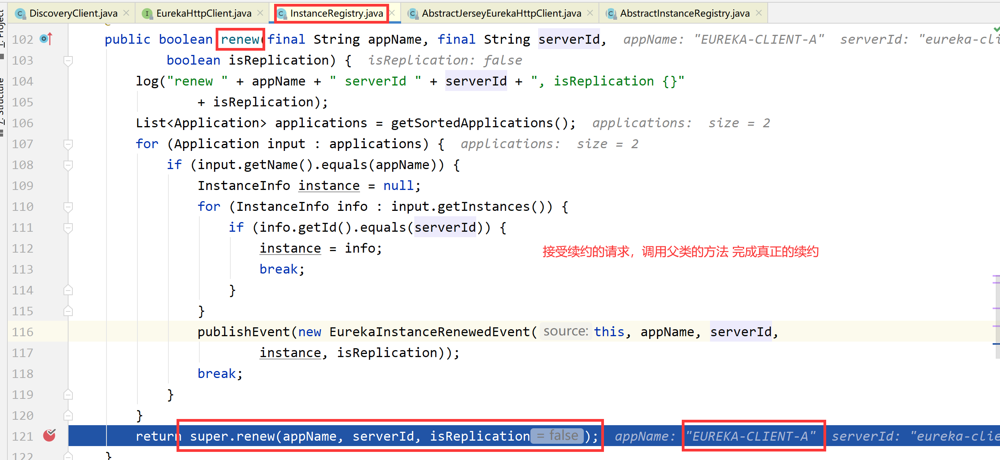 DiscoveryClient.java EurekaHttpClient.java InstanceRegistry.java AbstractJerseyEurekaHttpClient.java AbstractInstanceRegistry.java
1: Project
7: Structure
102 public boolean renew(final String appName, final String serverId, appName: "EUREKA-CLIENT-A" serverId: "eureka-cli
103 boolean isReplication) { isReplication: false
104 log("renew " + appName + " serverId " + serverId + ", isReplication {}"
105 + isReplication);
106 List<Application> applications = getSortedApplications(); applications: size = 2
107 for (Application input : applications) { applications: size = 2
108 if (input.getName().equals(appName)) {
109 InstanceInfo instance = null;
110 for (InstanceInfo info : input.getInstances()) {
111 if (info.getId().equals(serverId)) {
112 instance = info;
接受续约的请求，调用父类的方法 完成真正的续约
113 break;
114 }
115 }
116 publishEvent(new EurekaInstanceRenewedEvent( source: this, appName, serverId,
117 instance, isReplication));
118 break;
119 }
120 }
121 return super.renew(appName, serverId, isReplication = false ); appName: "EUREKA-CLIENT-A" serverId: "eureka-clie
122 }